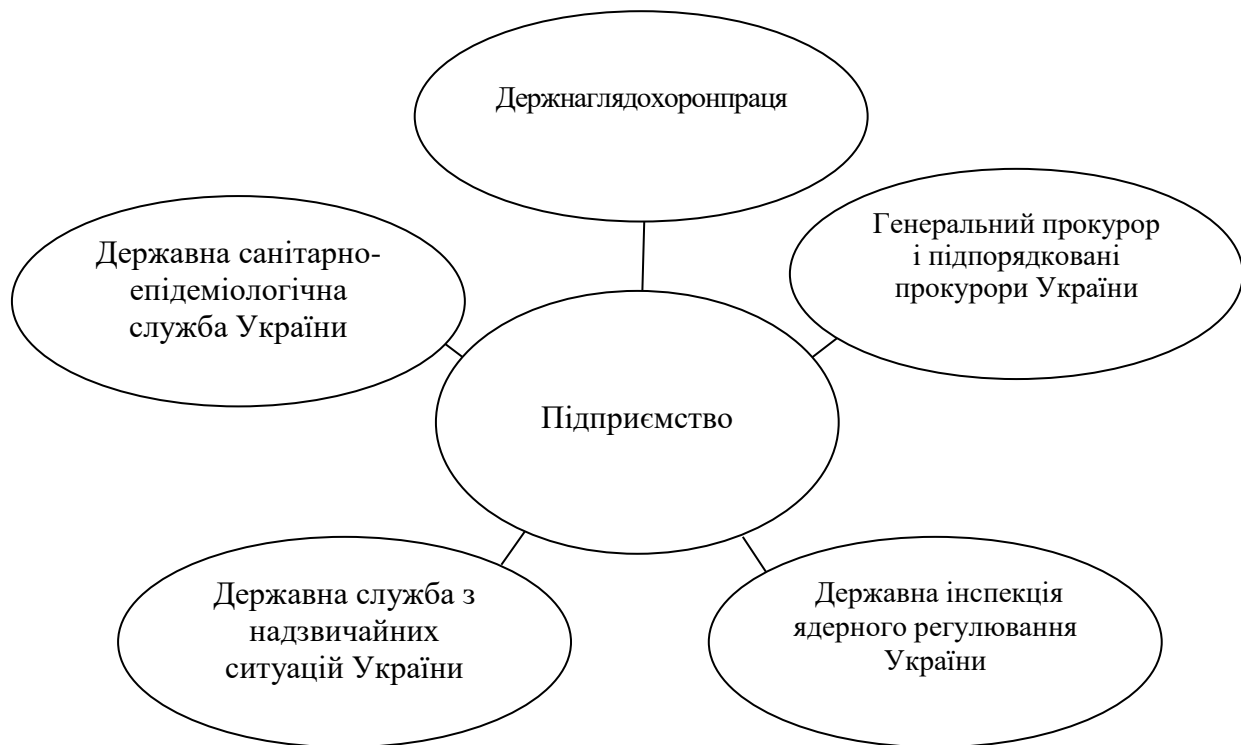 Держнаглядохоронпраця
Державна санітарно-
епідеміологічна
служба України
Генеральний прокурор
і підпорядковані
прокурори України
Підприємство
Державна служба з
надзвичайних
ситуацій України
Державна інспекція
ядерного регулювання
України